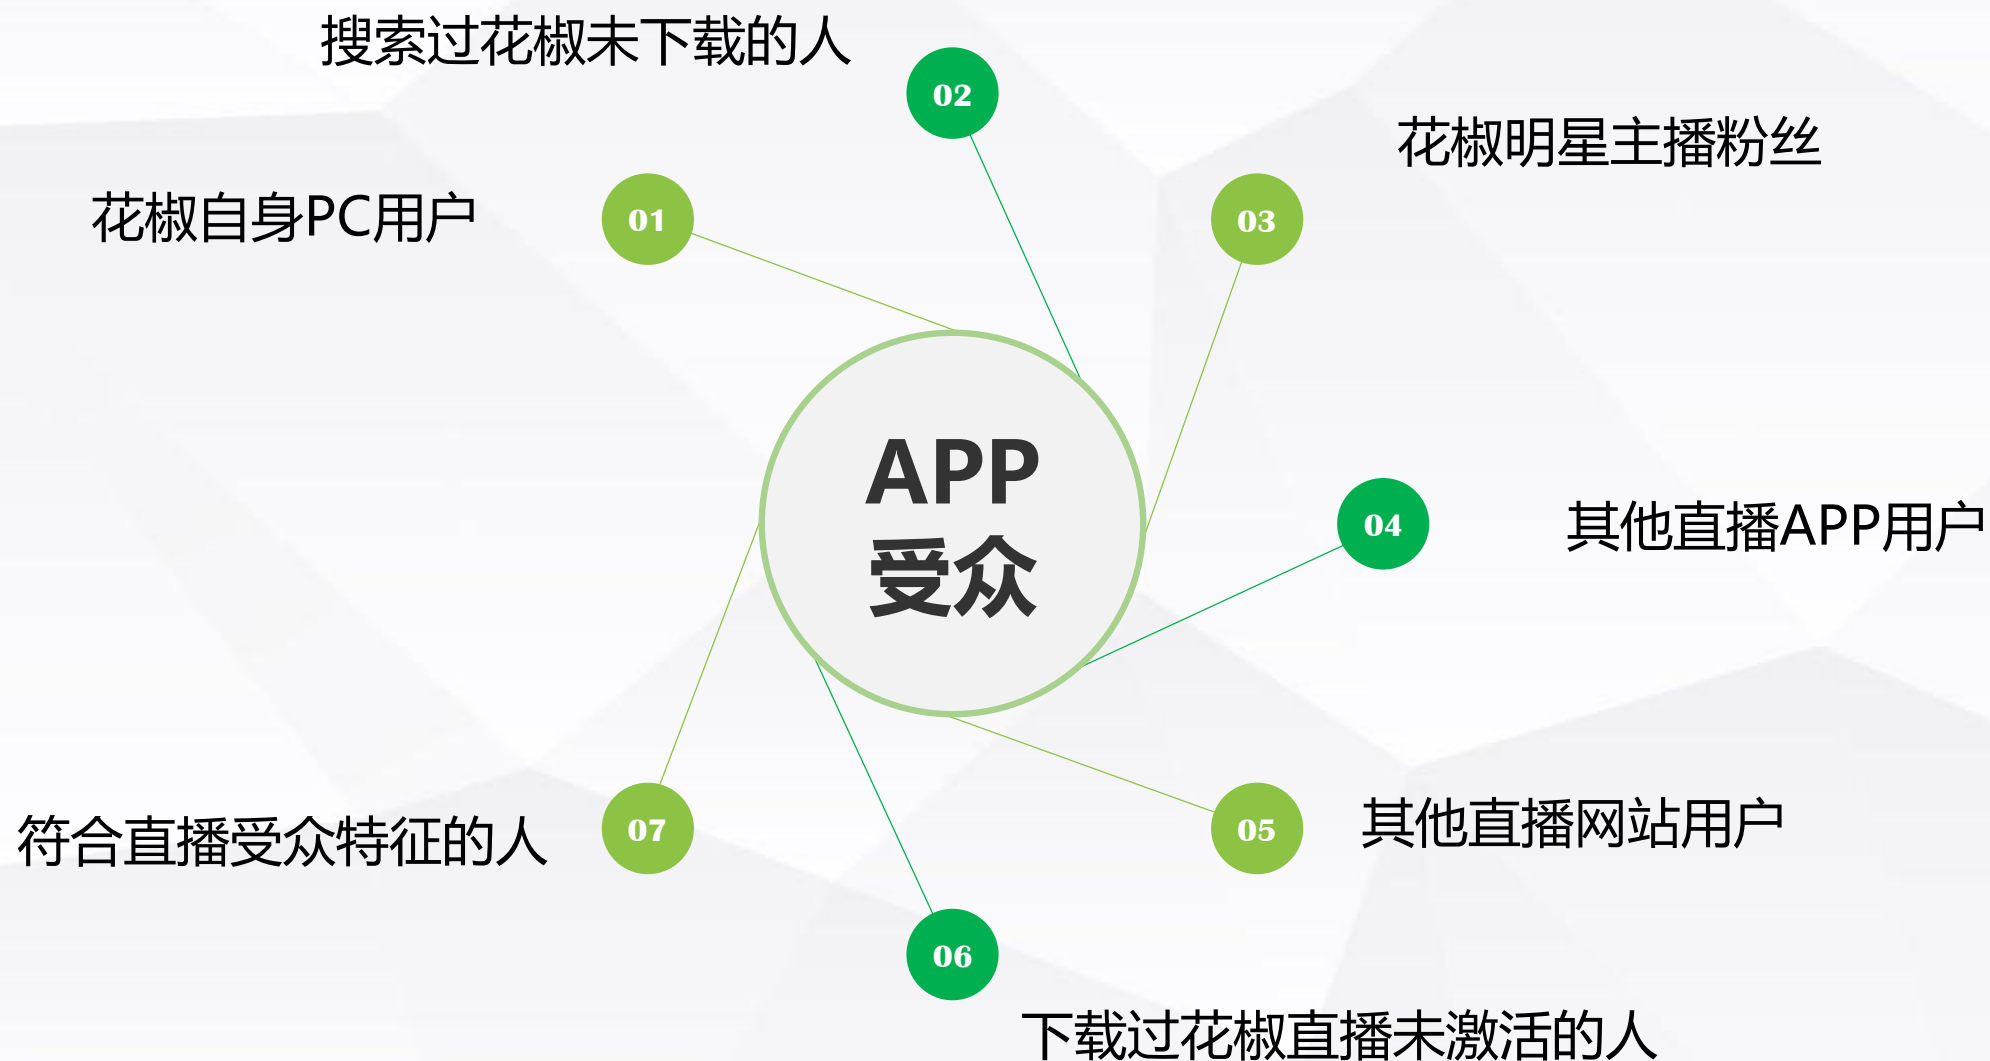 搜索过花椒未下载的人
02
花椒明星主播粉丝
花椒自身PC用户
01
03
APP
受众
04
其他直播APP用户
符合直播受众特征的人
07
05
其他直播网站用户
06
下载过花椒直播未激活的人